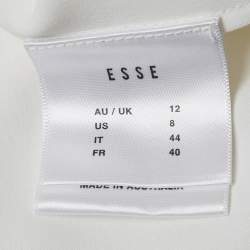 ESSE
AU / UK 12
US 8
IT 44
FR 40
MADE IN AUSTRALIA